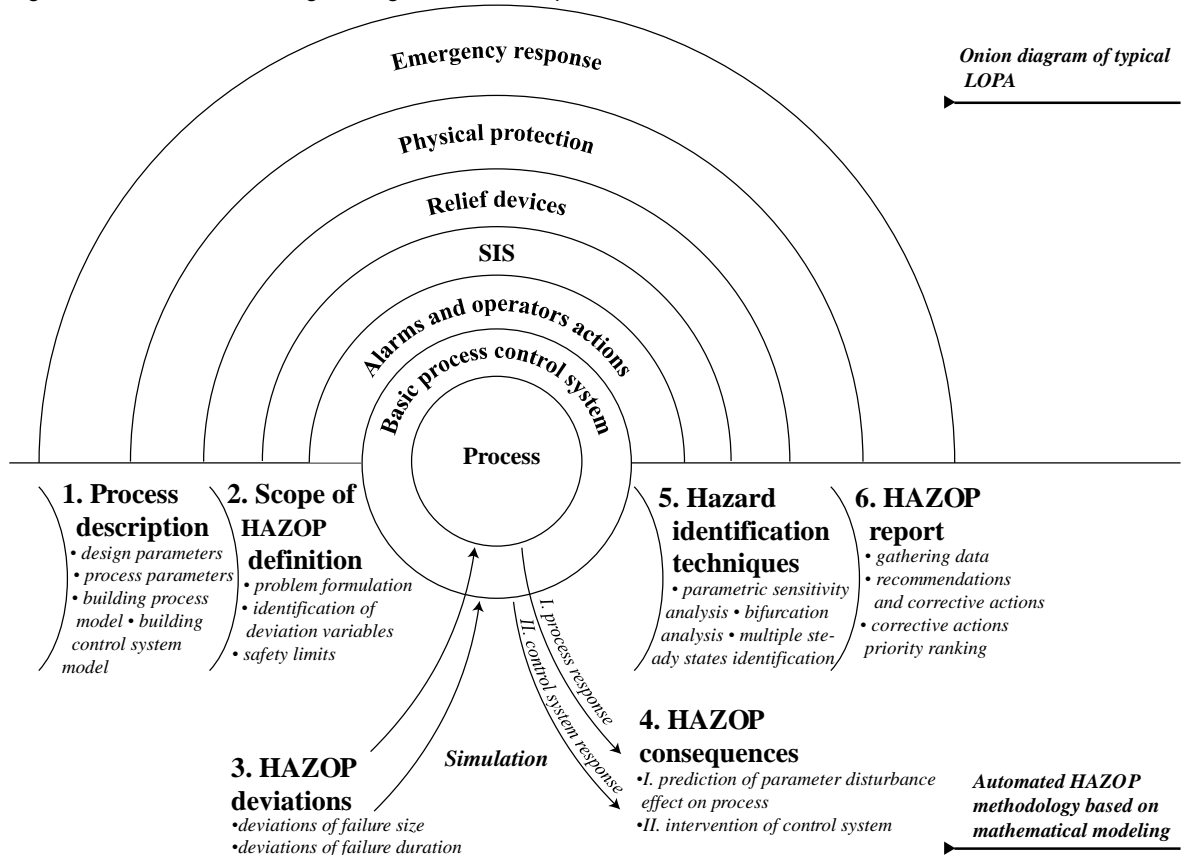 Emergency response
Onion diagram of typical
LOPA
Physical protection
Relief devices
SIS
Alarms and operators actions
Basic process control system
Process
1. Process
description
• design parameters
• process parameters
• building process
model • building
control system
model
2. Scope of
HAZOP
definition
• problem formulation
• identification of
deviation variables
• safety limits
3. HAZOP
deviations
•deviations of failure size
•deviations of failure duration
Simulation
I. process response
II. control system response
4. HAZOP
consequences
•I. prediction of parameter disturbance
effect on process
•II. intervention of control system
5. Hazard
identification
techniques
• parametric sensitivity
analysis • bifurcation
analysis • multiple ste-
ady states identification
6. HAZOP
report
• gathering data
• recommendations
and corrective actions
• corrective actions
priority ranking
Automated HAZOP
methodology based on
mathematical modeling